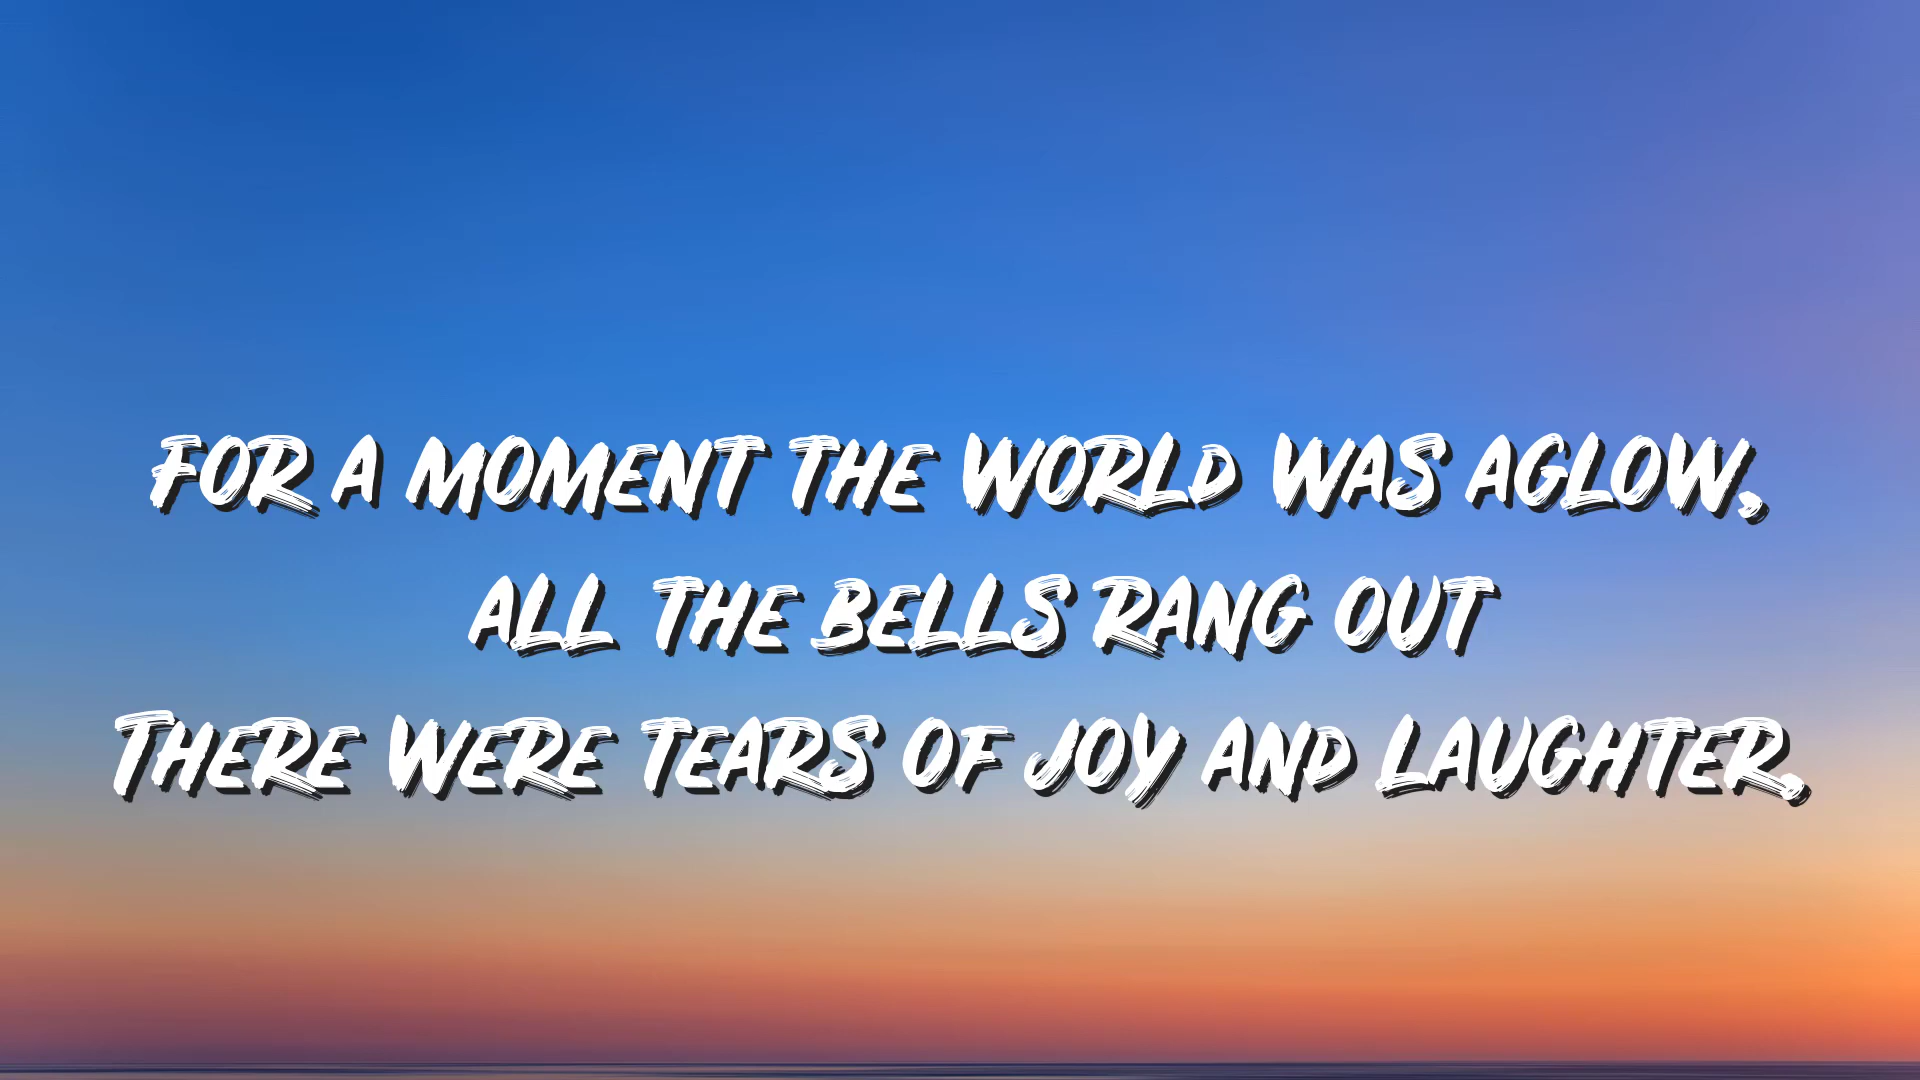 FOR A MOMENT THE WORLD WAS AGLOW,
ALL THE BELLS RANG OUT
THERE WERE TEARS OF JOY AND LAUGHTER.